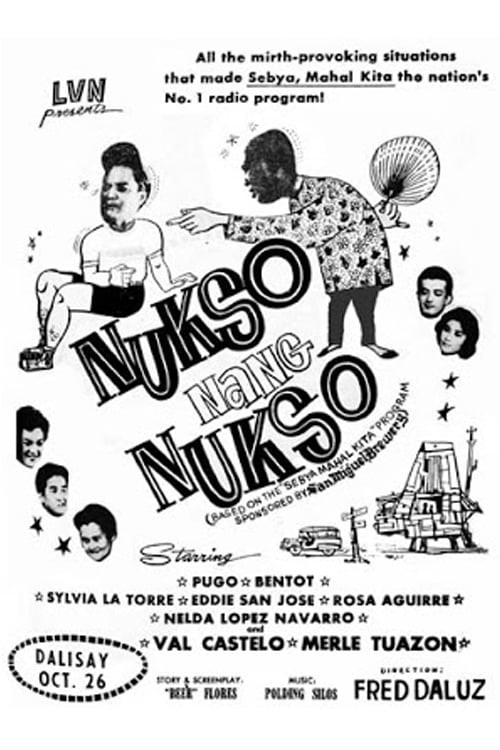 All the mirth-provoking situations
that made Sebya, Mahal Kita the nation's
No. 1 radio program!
LVN
presents
NUKSO
NANG
NUKSO
(BASED ON THE "SEBYA MAHAL KITA" PROGRAM
SPONSORED BY San Miguel Brewery)
Starring
☆ PUGO ☆ BENTOT ☆
☆ SYLVIA LA TORRE ☆ EDDIE SAN JOSE ☆ ROSA AGUIRRE ☆
☆ NELDA LOPEZ NAVARRO ☆
and
☆ VAL CASTELO ☆ MERLE TUAZON ☆
DALISAY
OCT. 26
STORY & SCREENPLAY:
"BEER" FLORES
MUSIC:
POLDING SILOS
DIRECTION:
FRED DALUZ